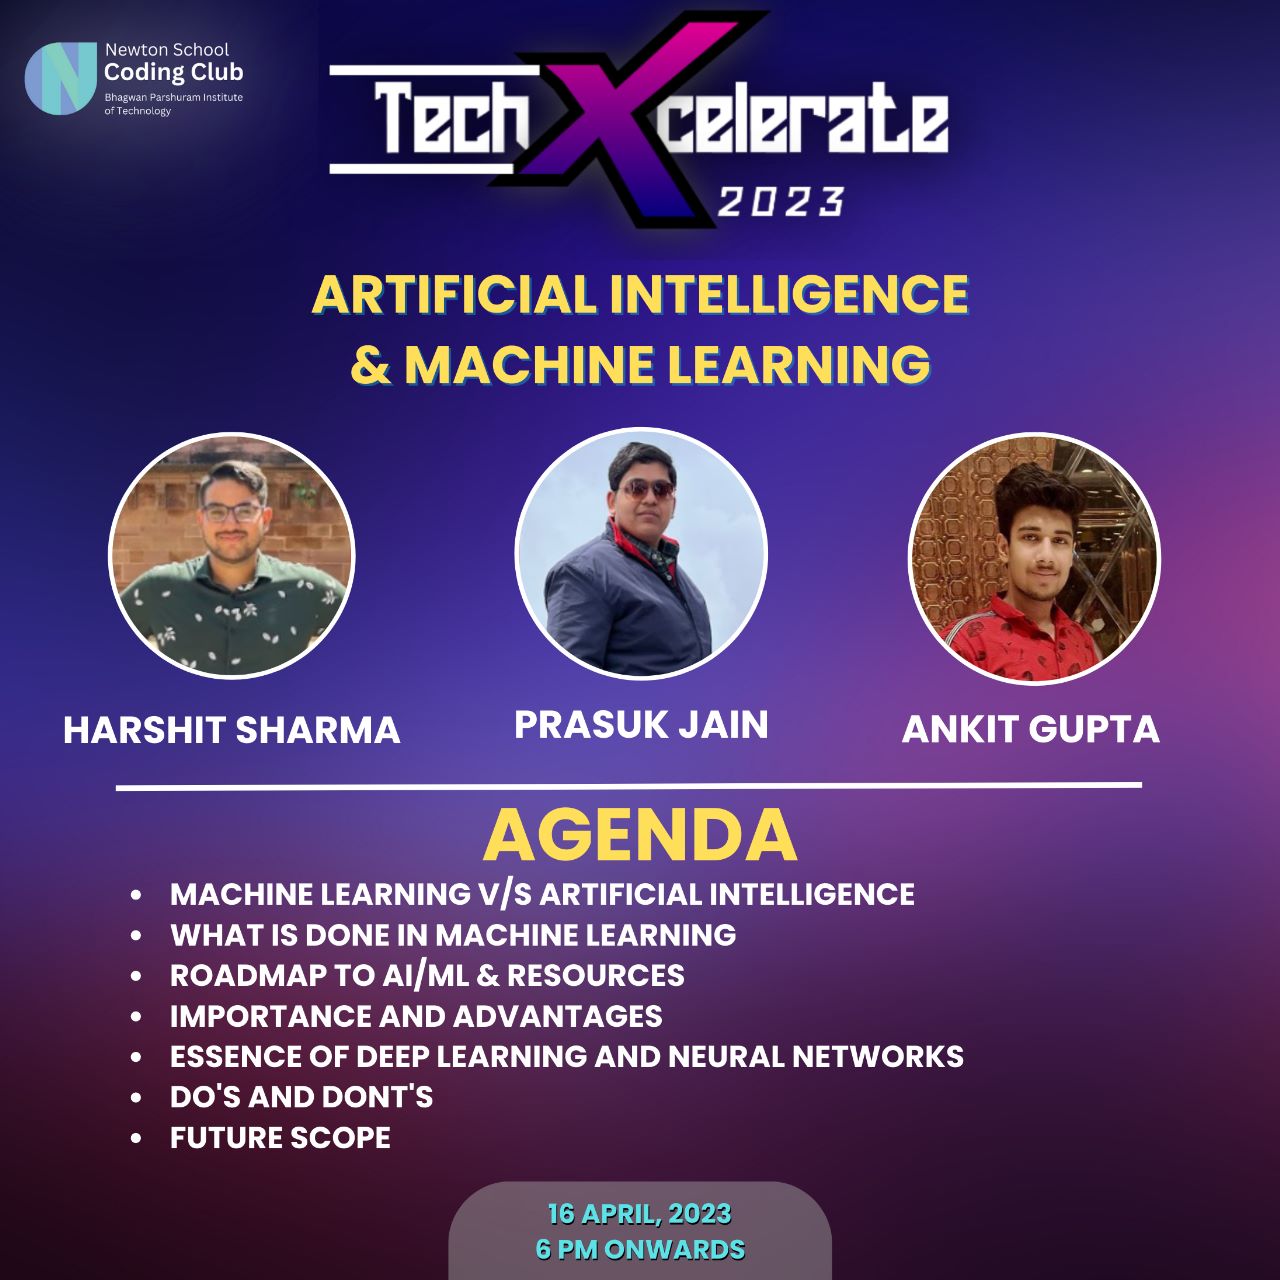 Newton School
Coding Club
Bhagwan Parshuram Institute
of Technology
TechXcelerate
2023
ARTIFICIAL INTELLIGENCE
& MACHINE LEARNING
HARSHIT SHARMA
PRASUK JAIN
ANKIT GUPTA
AGENDA
• MACHINE LEARNING V/S ARTIFICIAL INTELLIGENCE
• WHAT IS DONE IN MACHINE LEARNING
• ROADMAP TO AI/ML & RESOURCES
• IMPORTANCE AND ADVANTAGES
• ESSENCE OF DEEP LEARNING AND NEURAL NETWORKS
• DO'S AND DONT'S
• FUTURE SCOPE
16 APRIL, 2023
6 PM ONWARDS